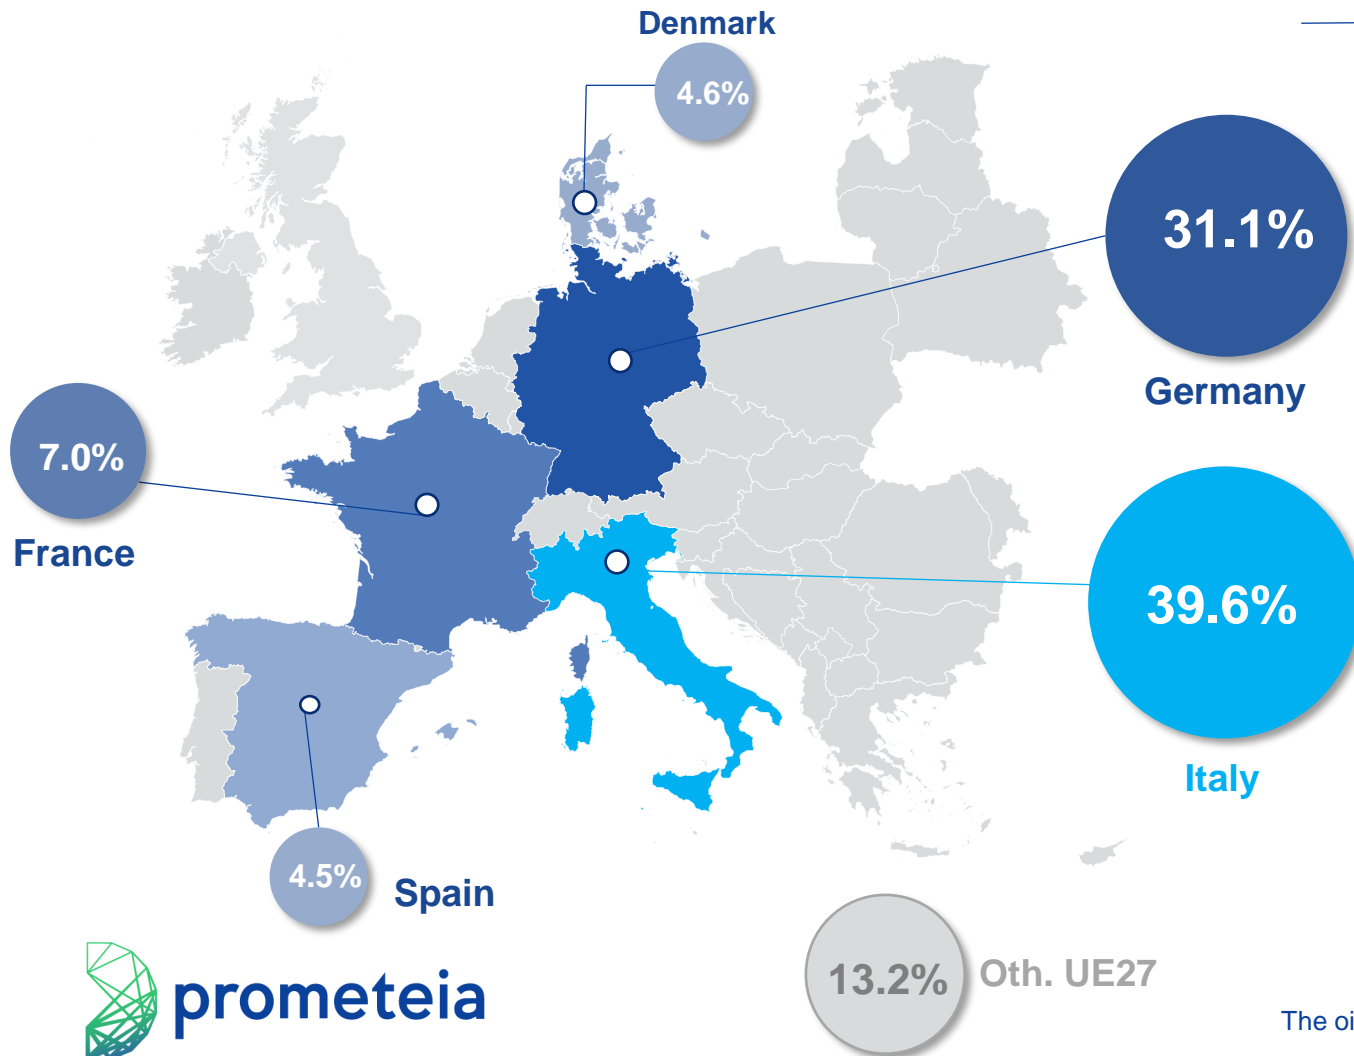 Denmark
4.6%
31.1%
Germany
7.0%
France
39.6%
Italy
4.5%
Spain
13.2%
Oth. UE27
prometeia
The oi